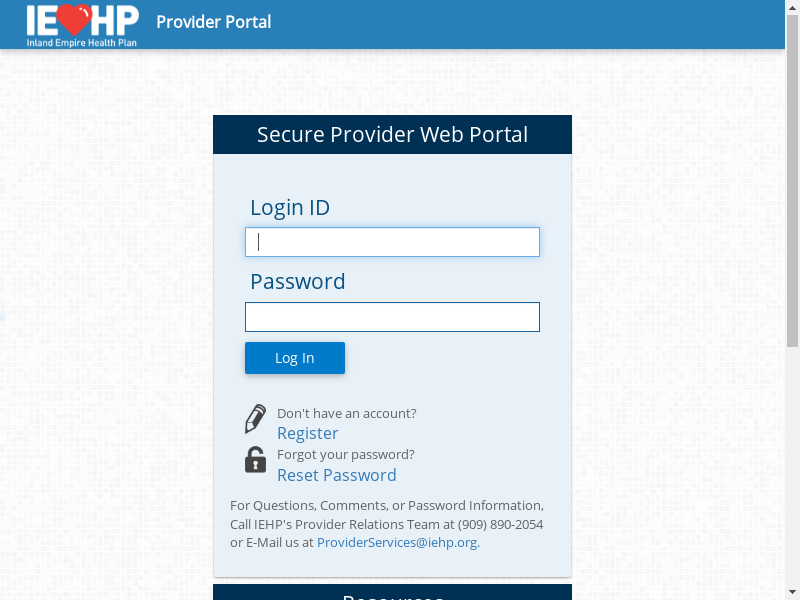 IEHP Provider Portal
Inland Empire Health Plan
Secure Provider Web Portal
Login ID
Password
Log In
Don't have an account?
Register
Forgot your password?
Reset Password
For Questions, Comments, or Password Information,
Call IEHP's Provider Relations Team at (909) 890-2054
or E-Mail us at ProviderServices@iehp.org.
Resources